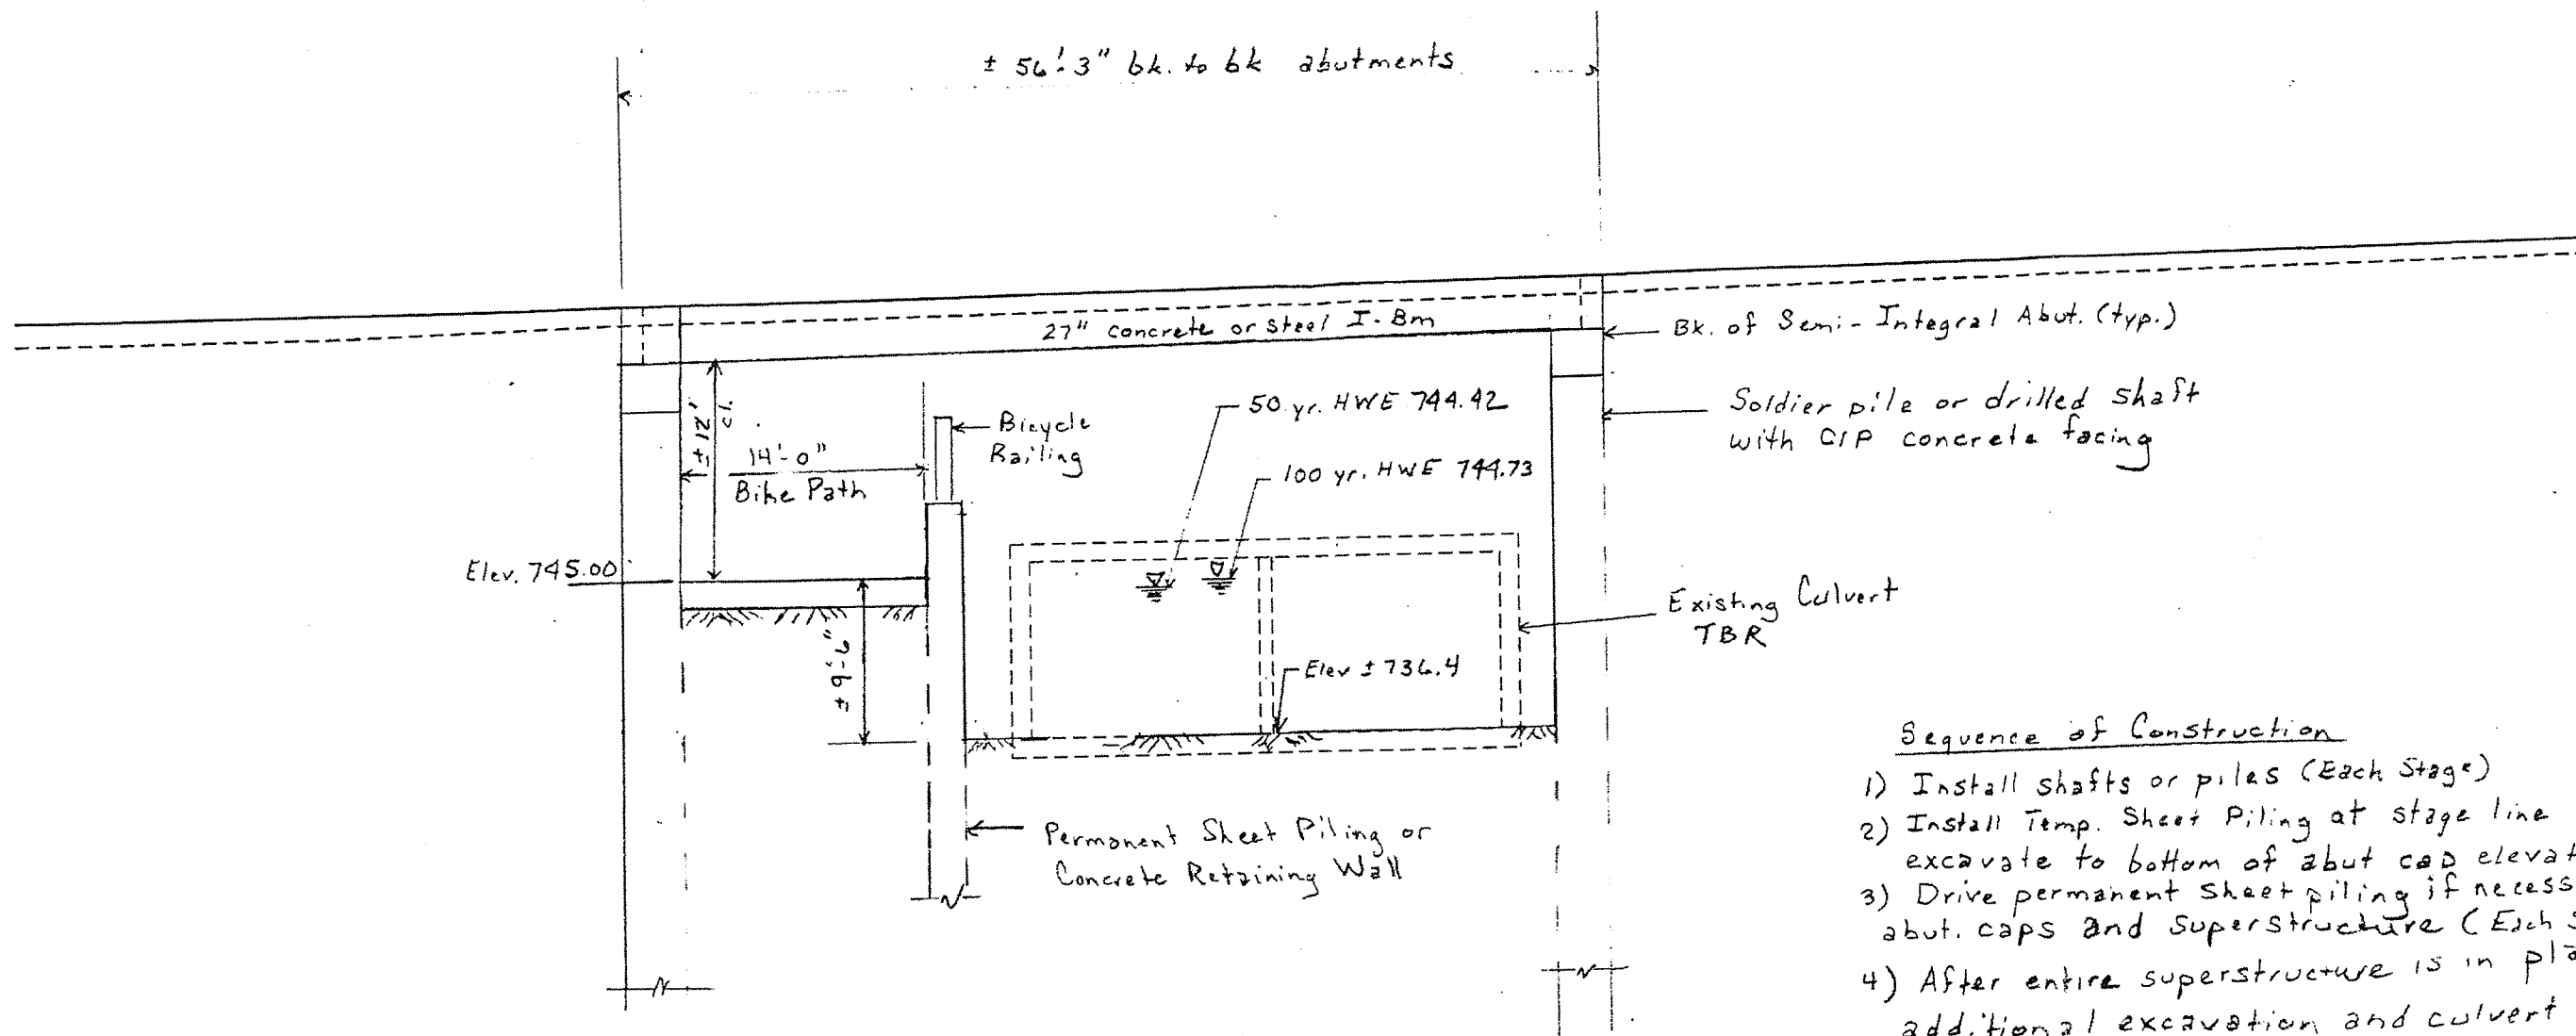 ± 56'-3" bk. to bk abutments
27" concrete or steel I-Bm
Bk. of Semi-Integral Abut. (typ.)
Soldier pile or drilled shaft
with CIP concrete facing
50 yr. HWE 744.42
100 yr. HWE 744.73
Bicycle
Railing
± 12'
cl.
14'-0"
Bike Path
Elev. 745.00
± 9'-6"
Existing Culvert
TBR
Elev ± 736.4
Permanent Sheet Piling or
Concrete Retaining Wall
Sequence of Construction
1) Install shafts or piles (Each Stage)
2) Install Temp. Sheet Piling at stage line
excavate to bottom of abut cap elevat
3) Drive permanent sheet piling if necess
abut. caps and superstructure (Each S
4) After entire superstructure is in pla
additional excavation and culvert